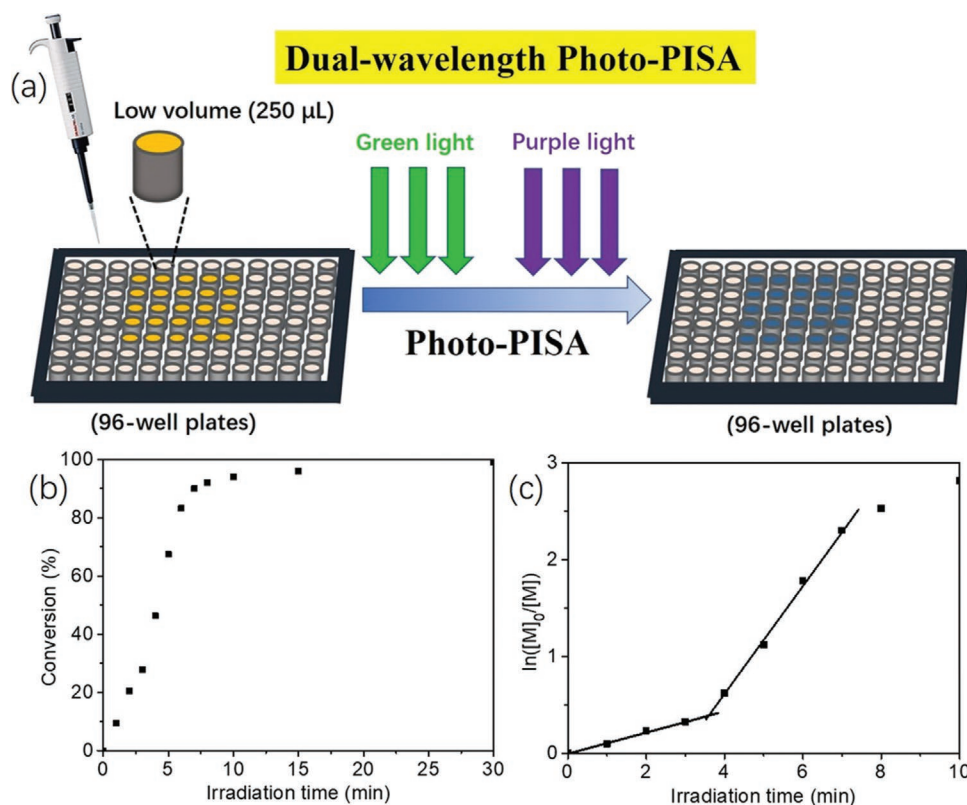 Dual-wavelength Photo-PISA
(a)
Low volume (250 μL)
Green light
Purple light
Photo-PISA
(96-well plates)
(96-well plates)
(b)
Conversion (%)
100
80
60
40
20
0
0 5 10 15 20 25 30
Irradiation time (min)
(c)
ln([M]₀/[M])
3
2
1
0
0 2 4 6 8 10
Irradiation time (min)